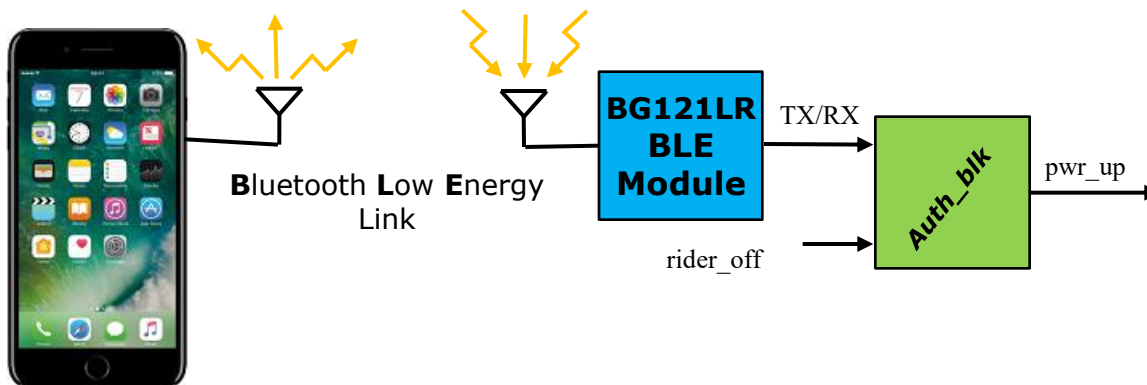 Bluetooth Low Energy
Link
BG121LR
BLE
Module
TX/RX
rider_off
Auth_blk
pwr_up